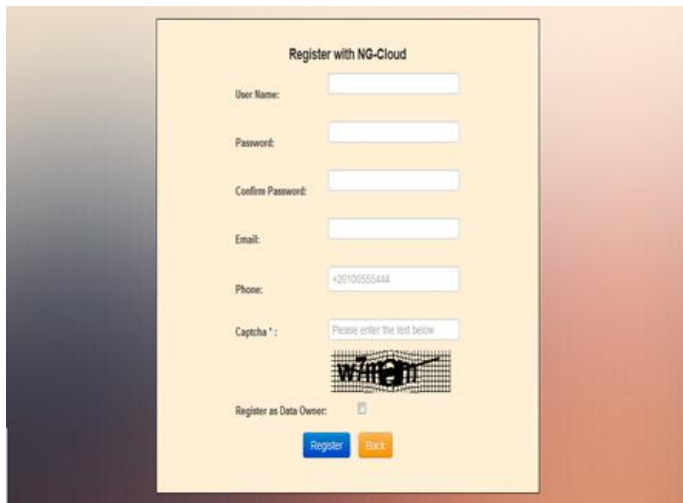 Register with NG-Cloud
User Name:
Password:
Confirm Password:
Email:
Phone: +20100555444
Captcha * : Please enter the text below
Register as Data Owner:
Register Back